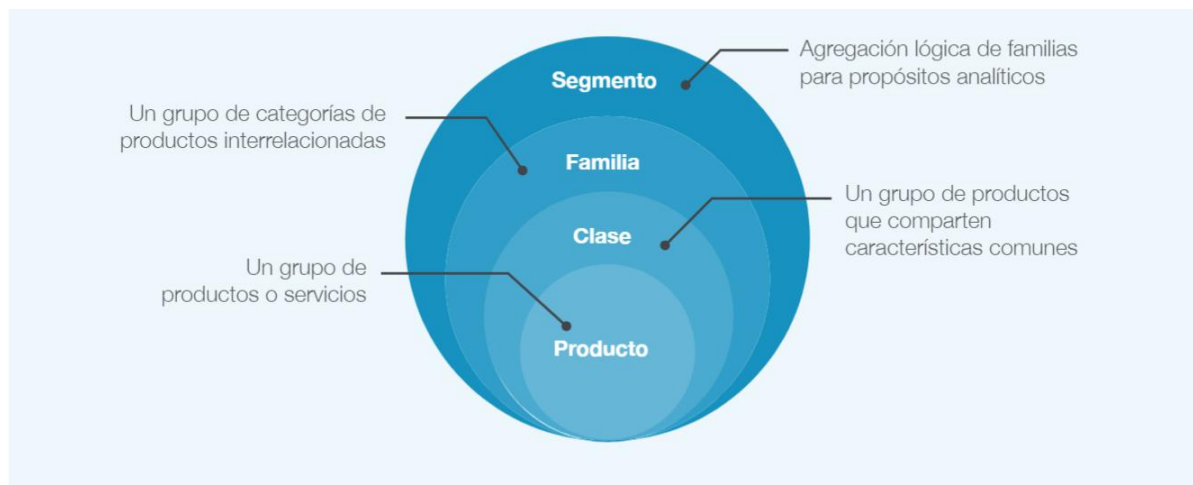 Segmento
Agregación lógica de familias
para propósitos analíticos
Un grupo de categorías de
productos interrelacionadas
Familia
Un grupo de productos
que comparten
características comunes
Clase
Un grupo de
productos o servicios
Producto